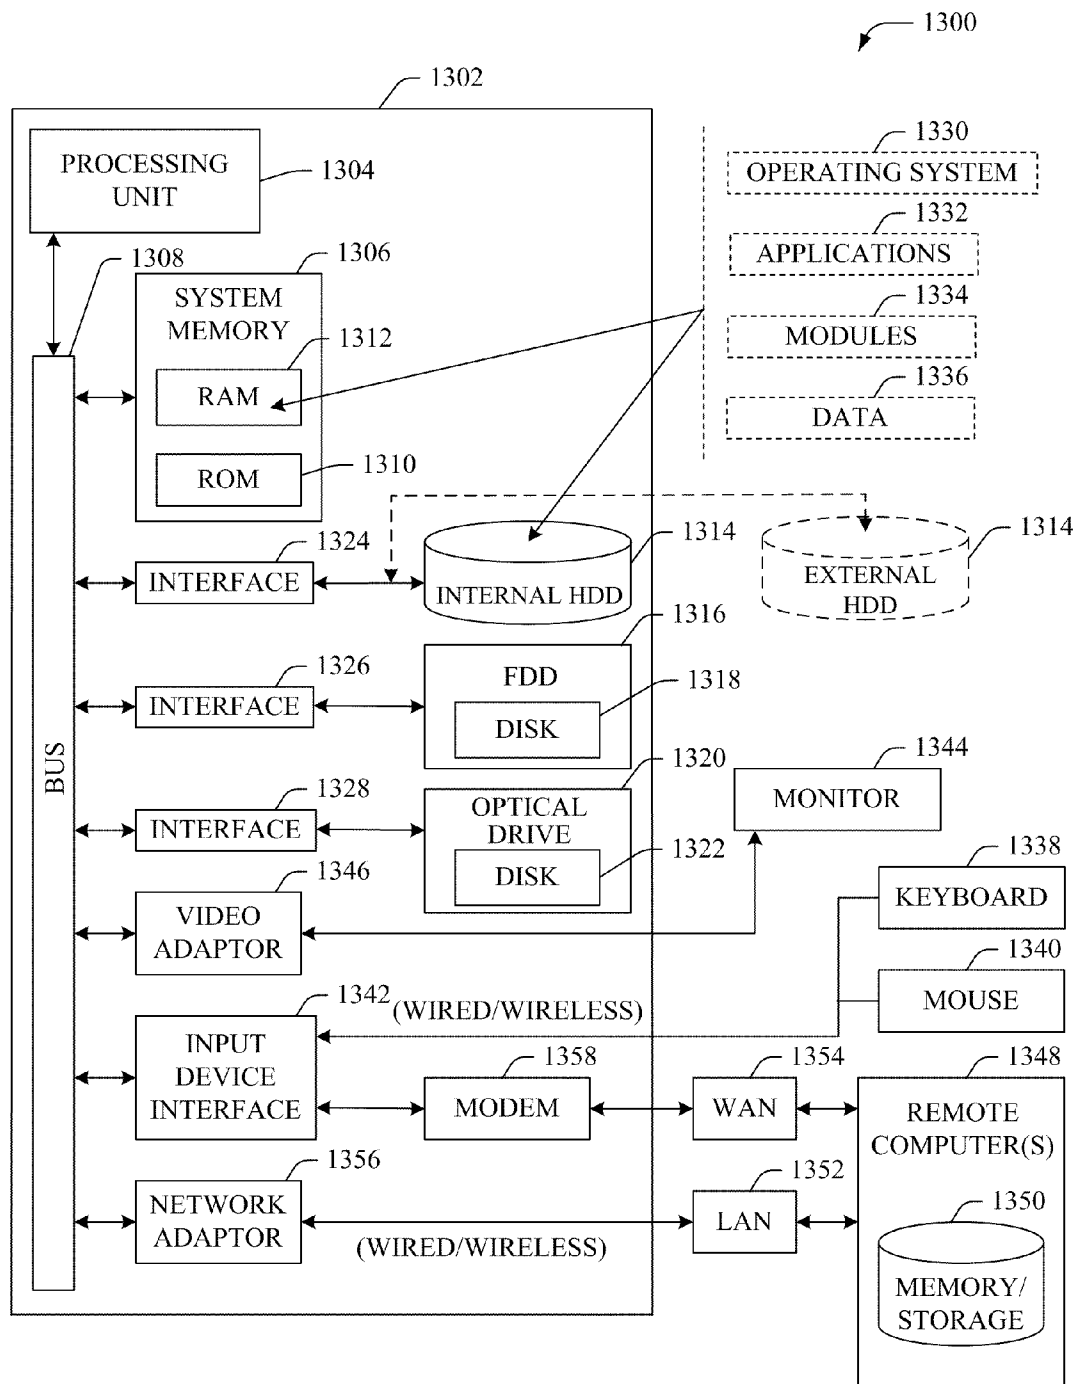 1300
1302
PROCESSING
UNIT
1304
1330
OPERATING SYSTEM
1332
APPLICATIONS
1334
MODULES
1336
DATA
1308
1306
SYSTEM
MEMORY
1312
RAM
1310
ROM
1324
INTERFACE
1314
INTERNAL HDD
1314
EXTERNAL
HDD
1326
INTERFACE
1316
FDD
1318
DISK
BUS
1328
INTERFACE
1320
OPTICAL
DRIVE
1322
DISK
1344
MONITOR
1346
VIDEO
ADAPTOR
1338
KEYBOARD
1340
MOUSE
1342
(WIRED/WIRELESS)
INPUT
DEVICE
INTERFACE
1358
MODEM
1354
WAN
1348
REMOTE
COMPUTER(S)
1356
NETWORK
ADAPTOR
(WIRED/WIRELESS)
1352
LAN
1350
MEMORY/
STORAGE